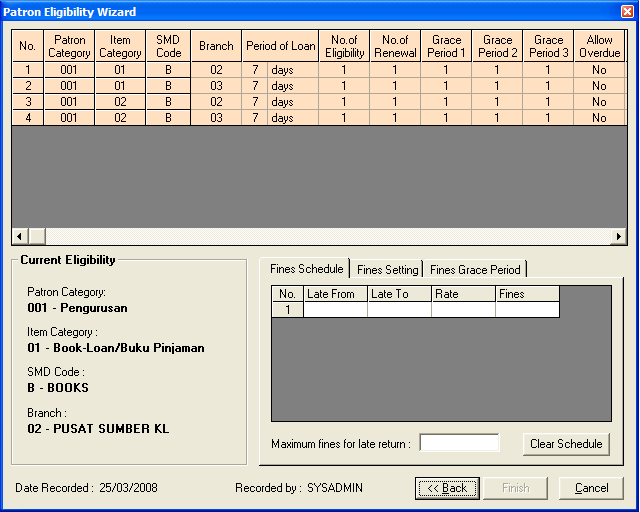 Patron Eligibility Wizard
No. Patron Category Item Category SMD Code Branch Period of Loan No.of Eligibility No.of Renewal Grace Period 1 Grace Period 2 Grace Period 3 Allow Overdue
1 001 01 B 02 7 days 1 1 1 1 1 No
2 001 01 B 03 7 days 1 1 1 1 1 No
3 001 02 B 02 7 days 1 1 1 1 1 No
4 001 02 B 03 7 days 1 1 1 1 1 No
Current Eligibility
Patron Category:
001 - Pengurusan
Item Category :
01 - Book-Loan/Buku Pinjaman
SMD Code :
B - BOOKS
Branch :
02 - PUSAT SUMBER KL
Fines Schedule Fines Setting Fines Grace Period
No. Late From Late To Rate Fines
1
Maximum fines for late return : Clear Schedule
Date Recorded : 25/03/2008 Recorded by : SYSADMIN << Back Finish Cancel